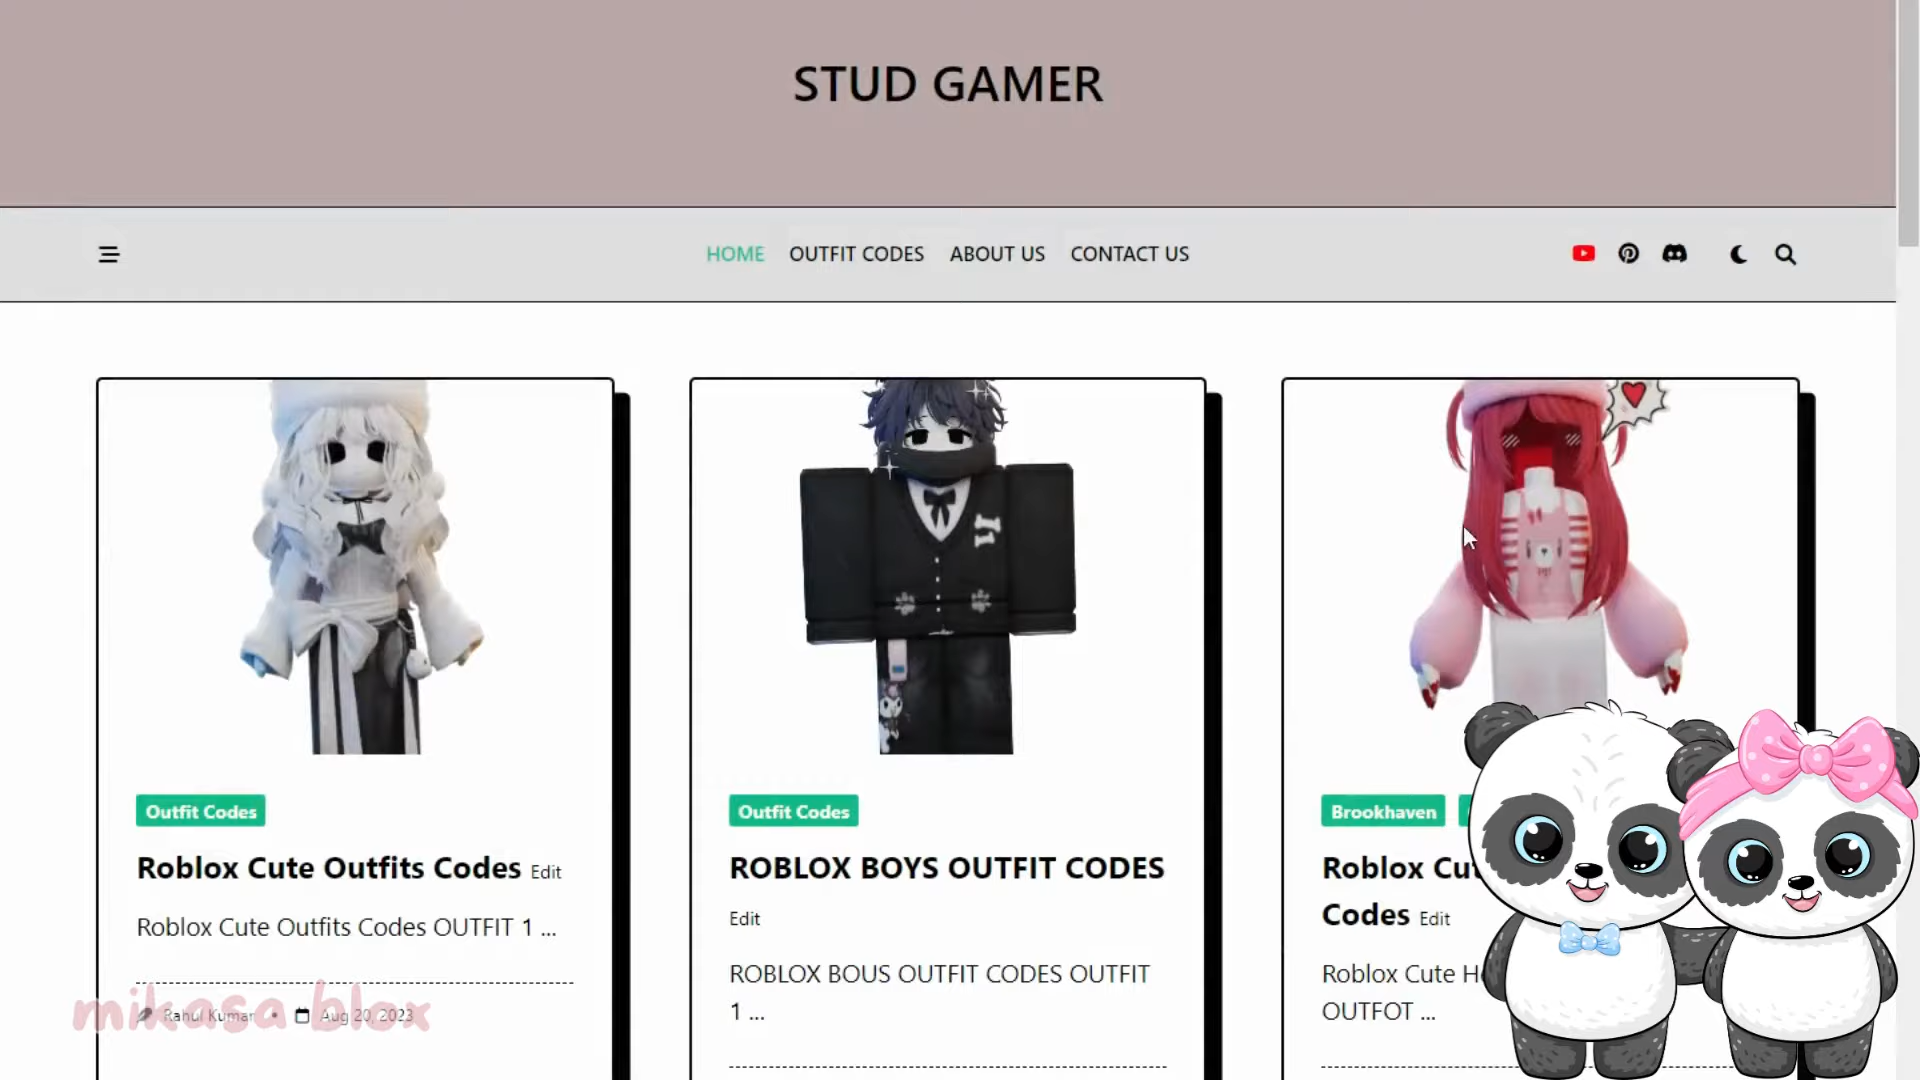 STUD GAMER
HOME OUTFIT CODES ABOUT US CONTACT US
Outfit Codes
Roblox Cute Outfits Codes Edit
Roblox Cute Outfits Codes OUTFIT 1 ...
Rahul Kumar • Aug 20, 2023
mikasa blox
Outfit Codes
ROBLOX BOYS OUTFIT CODES
Edit
ROBLOX BOUS OUTFIT CODES OUTFIT
1 ...
Brookhaven
Roblox
Codes Edit
Roblox Cute
OUTFOT ...